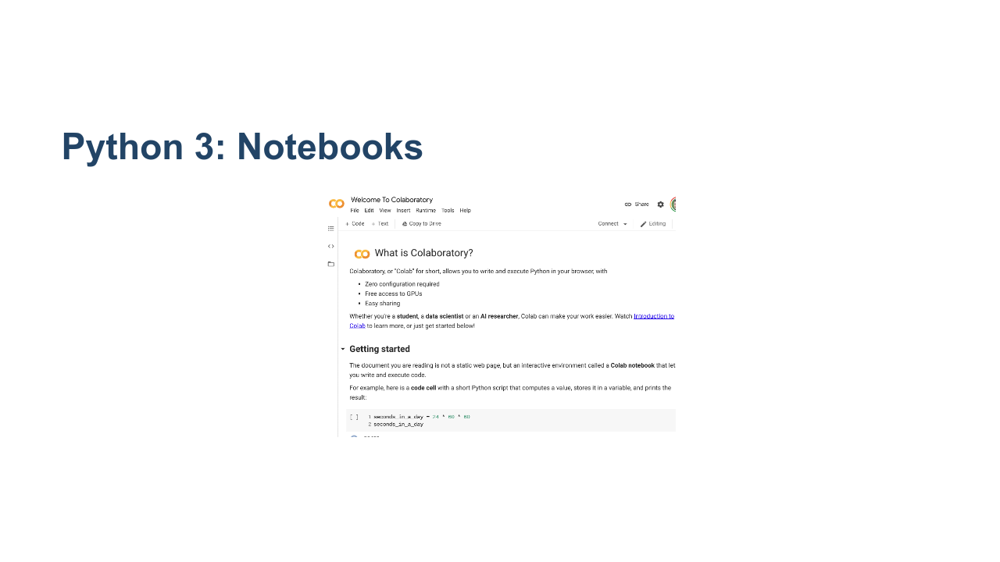 Python 3: Notebooks
Welcome To Colaboratory
File Edit View Insert Runtime Tools Help
Share
+ Code + Text Copy to Drive
Connect
Editing
What is Colaboratory?
Colaboratory, or "Colab" for short, allows you to write and execute Python in your browser, with
• Zero configuration required
• Free access to GPUs
• Easy sharing
Whether you're a student, a data scientist or an AI researcher, Colab can make your work easier. Watch Introduction to
Colab to learn more, or just get started below!
Getting started
The document you are reading is not a static web page, but an interactive environment called a Colab notebook that let
you write and execute code.
For example, here is a code cell with a short Python script that computes a value, stores it in a variable, and prints the
result:
[ ] 1 seconds_in_a_day = 24 * 60 * 60
2 seconds_in_a_day